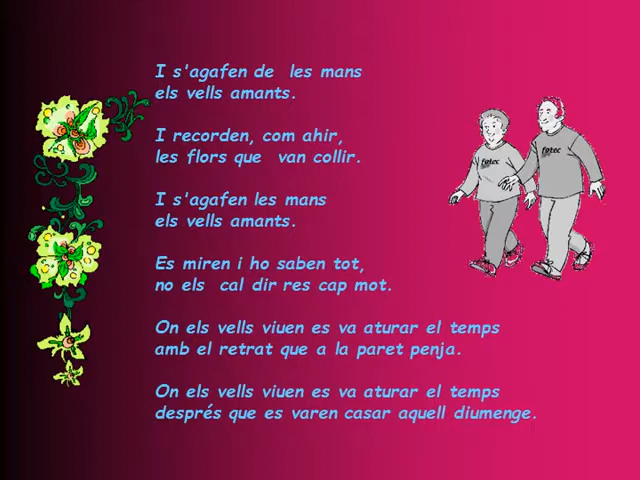 I s'agafen de  les mans
els vells amants.
I recorden, com ahir,
les flors que  van collir.
I s'agafen les mans
els vells amants.
Es miren i ho saben tot,
no els  cal dir res cap mot.
On els vells viuen es va aturar el temps
amb el retrat que a la paret penja.
On els vells viuen es va aturar el temps
després que es varen casar aquell diumenge.